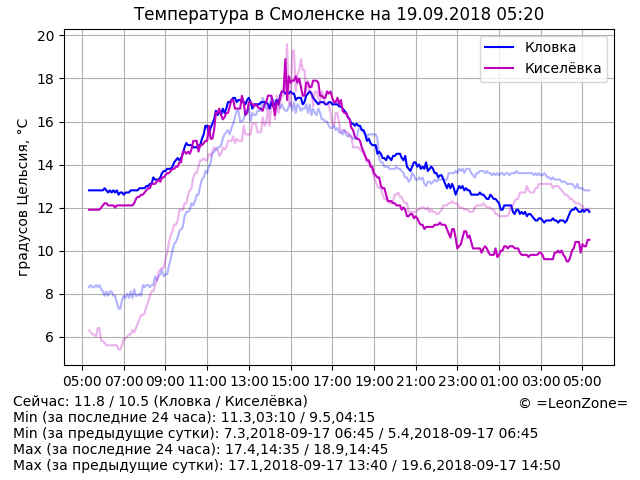 Температура в Смоленске на 19.09.2018 05:20
Кловка
Киселёвка
градусов Цельсия, °C
20
18
16
14
12
10
8
6
05:00 07:00 09:00 11:00 13:00 15:00 17:00 19:00 21:00 23:00 01:00 03:00 05:00
Сейчас: 11.8 / 10.5 (Кловка / Киселёвка)
© =LeonZone=
Min (за последние 24 часа): 11.3,03:10 / 9.5,04:15
Min (за предыдущие сутки): 7.3,2018-09-17 06:45 / 5.4,2018-09-17 06:45
Max (за последние 24 часа): 17.4,14:35 / 18.9,14:45
Max (за предыдущие сутки): 17.1,2018-09-17 13:40 / 19.6,2018-09-17 14:50